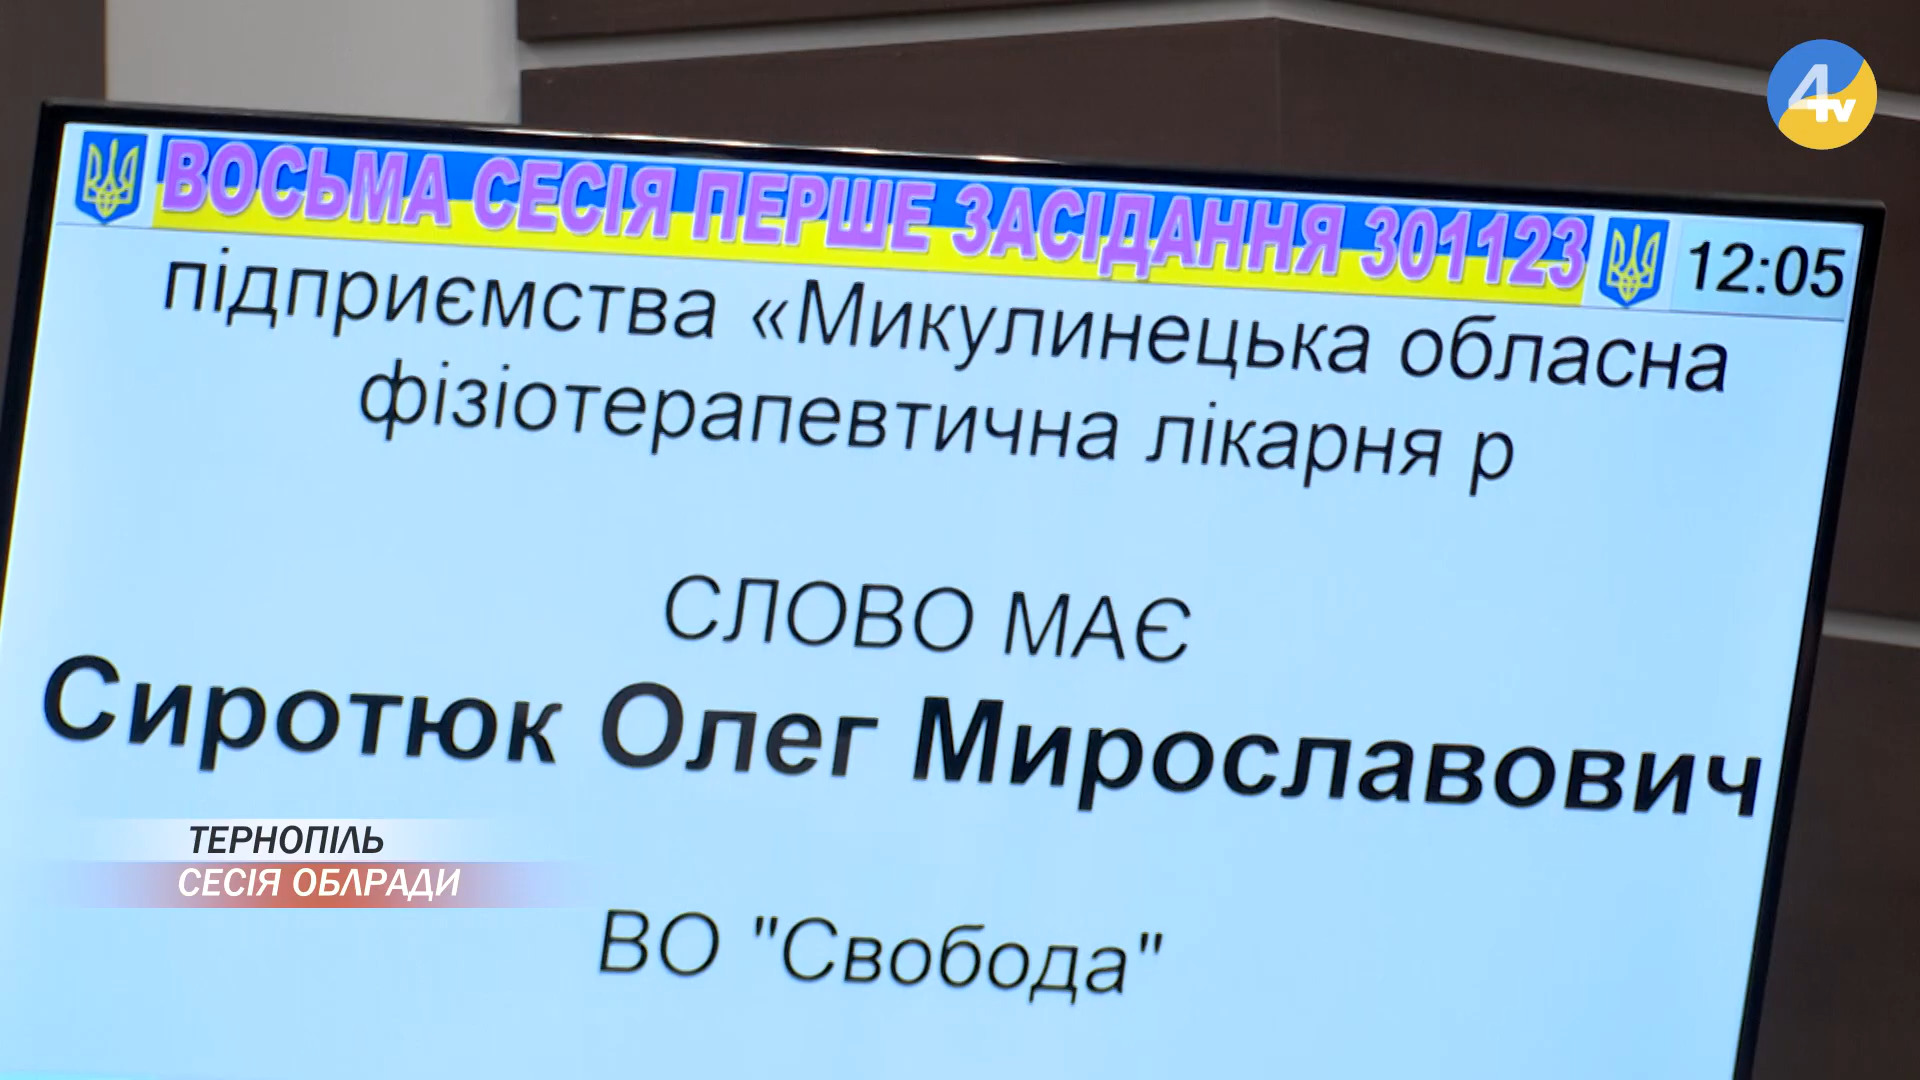 4tv
ВОСЬМА СЕСІЯ ПЕРШЕ ЗАСІДАННЯ 301123
12:05
підприємства «Микулинецька обласна
фізіотерапевтична лікарня р
СЛОВО МАЄ
Сиротюк Олег Мирославович
ТЕРНОПІЛЬ
СЕСІЯ ОБЛРАДИ
ВО "Свобода"